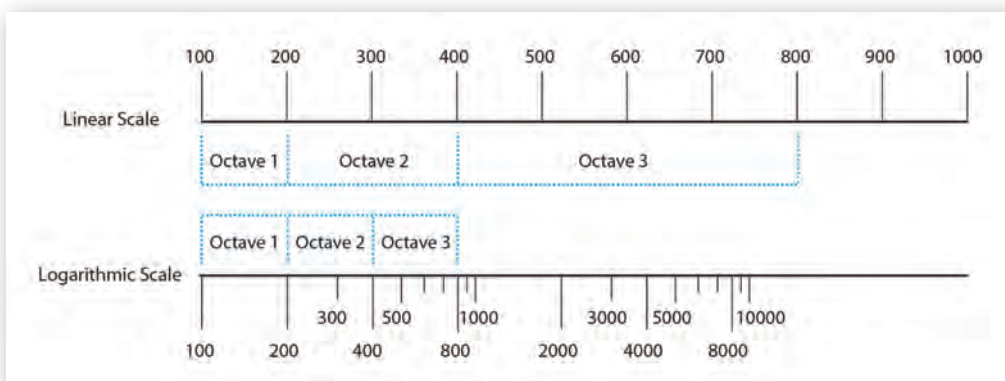 100 200 300 400 500 600 700 800 900 1000
Linear Scale
Octave 1 Octave 2 Octave 3
Octave 1 Octave 2 Octave 3
Logarithmic Scale
300 500 1000 3000 5000 10000
100 200 400 800 2000 4000 8000